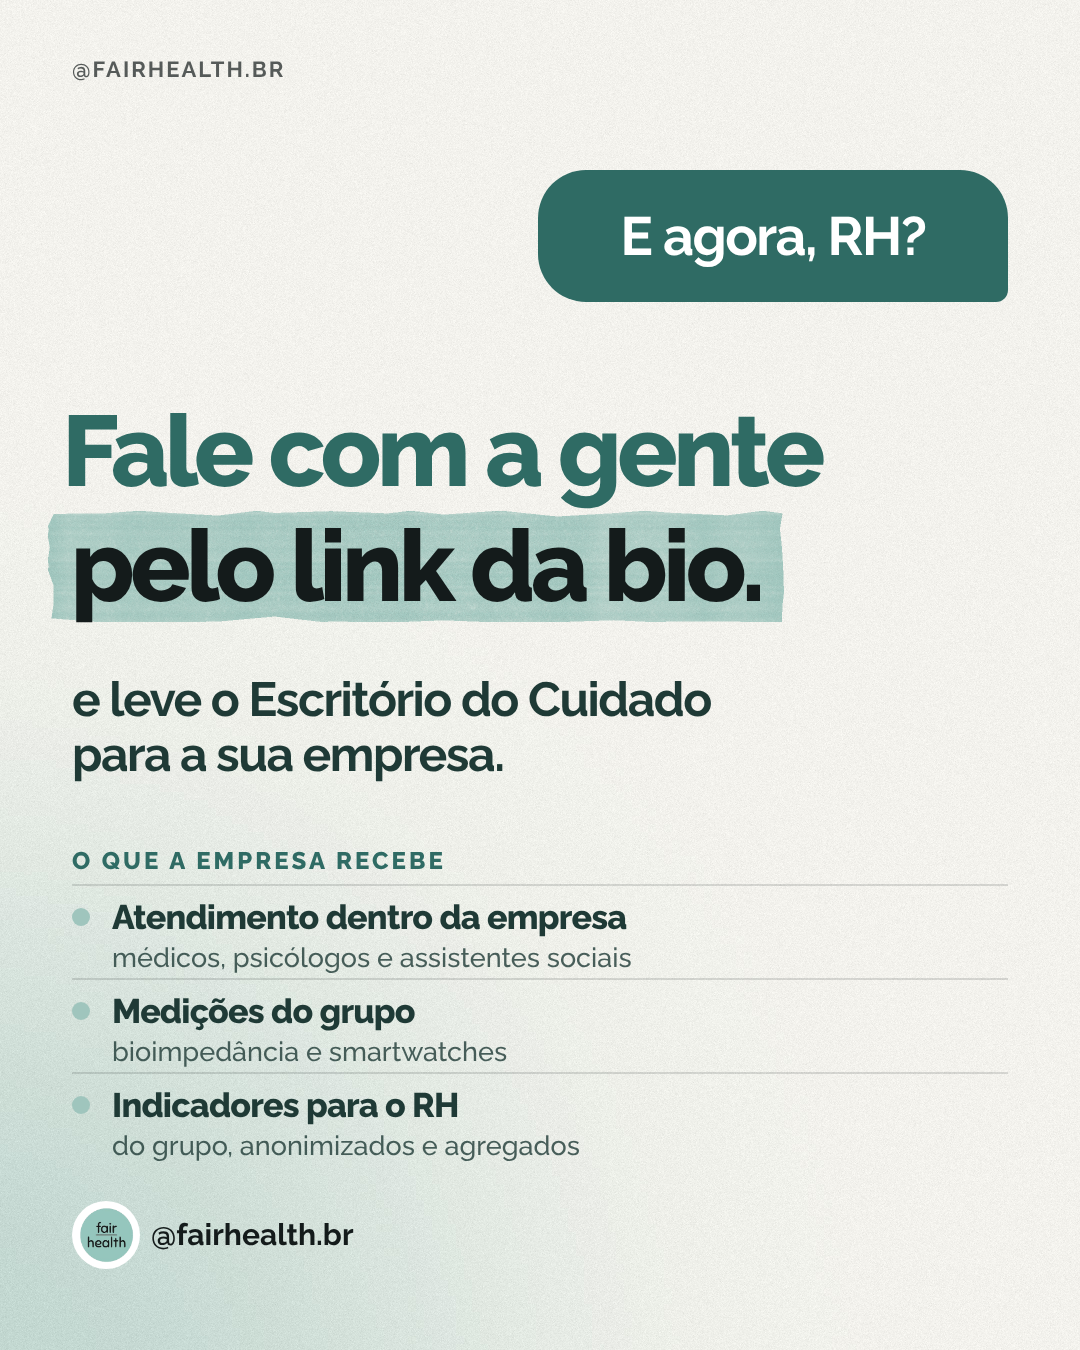 @FAIRHEALTH.BR
E agora, RH?
Fale com a gente
pelo link da bio.
e leve o Escritório do Cuidado
para a sua empresa.
O QUE A EMPRESA RECEBE
Atendimento dentro da empresa
médicos, psicólogos e assistentes sociais
Medições do grupo
bioimpedância e smartwatches
Indicadores para o RH
do grupo, anonimizados e agregados
fair
health
@fairhealth.br